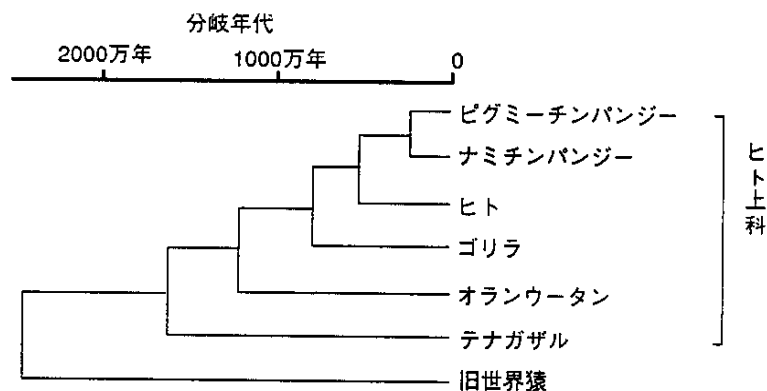 分岐年代
2000万年 1000万年 0
ピグミーチンパンジー
ナミチンパンジー
ヒト
ゴリラ
オランウータン
テナガザル
旧世界猿
ヒト上科